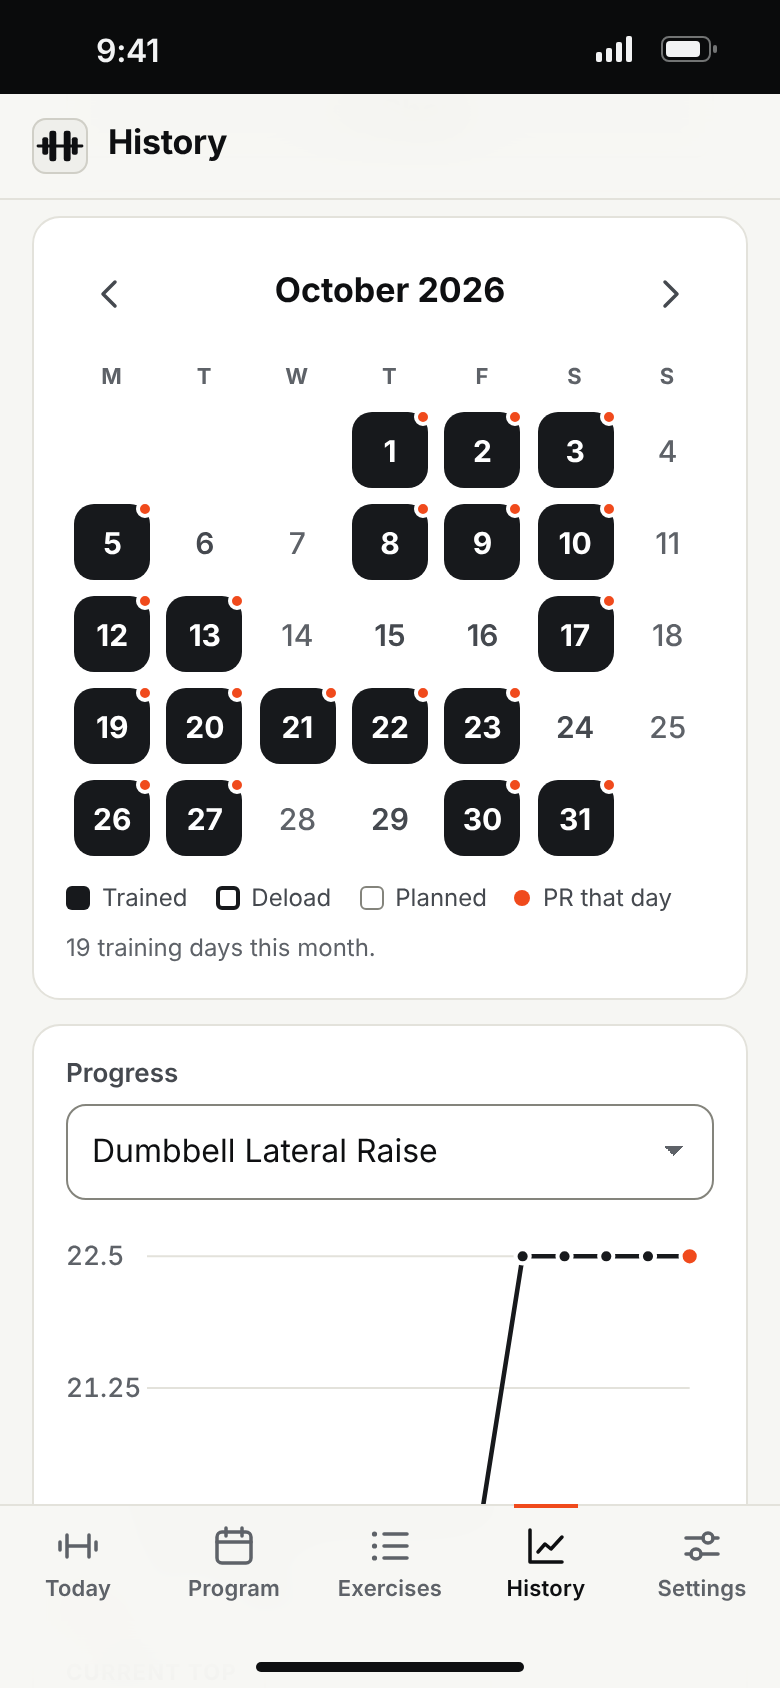 9:41
History
October 2026
M T W T F S S
1 2 3 4
5 6 7 8 9 10 11
12 13 14 15 16 17 18
19 20 21 22 23 24 25
26 27 28 29 30 31
Trained Deload Planned PR that day
19 training days this month.
Progress
Dumbbell Lateral Raise
22.5
21.25
Today Program Exercises History Settings
CURRENT TOP